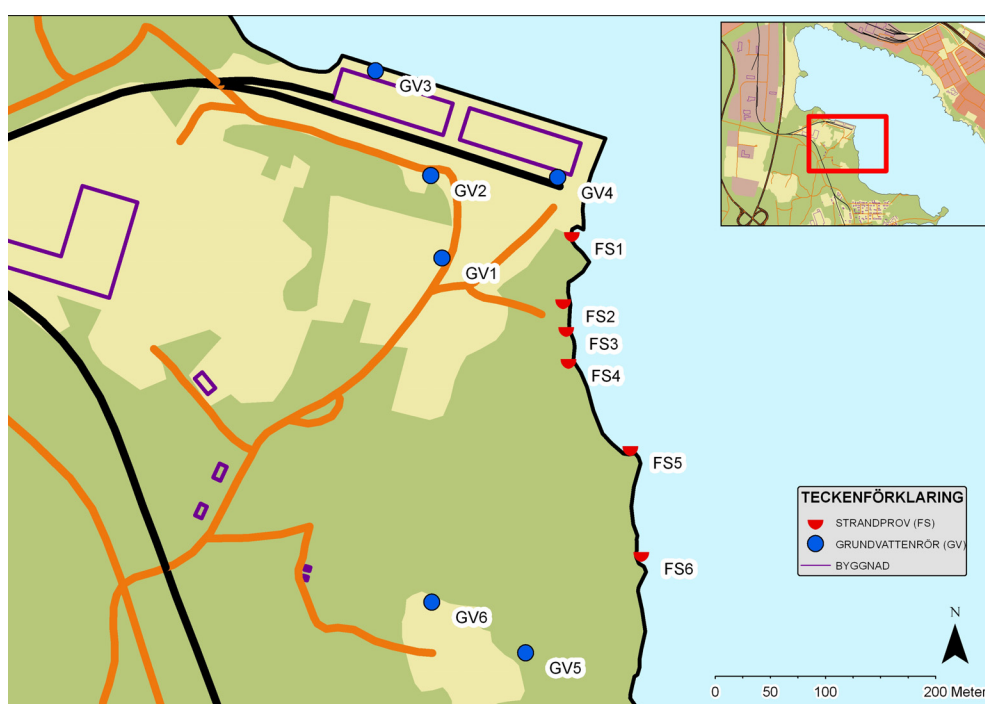 GV3
GV2
GV4
FS1
GV1
FS2
FS3
FS4
FS5
FS6
GV6
GV5
TECKENFÖRKLARING
STRANDPROV (FS)
GRUNDVATTENRÖR (GV)
BYGGNAD
N
0 50 100 200 Meter